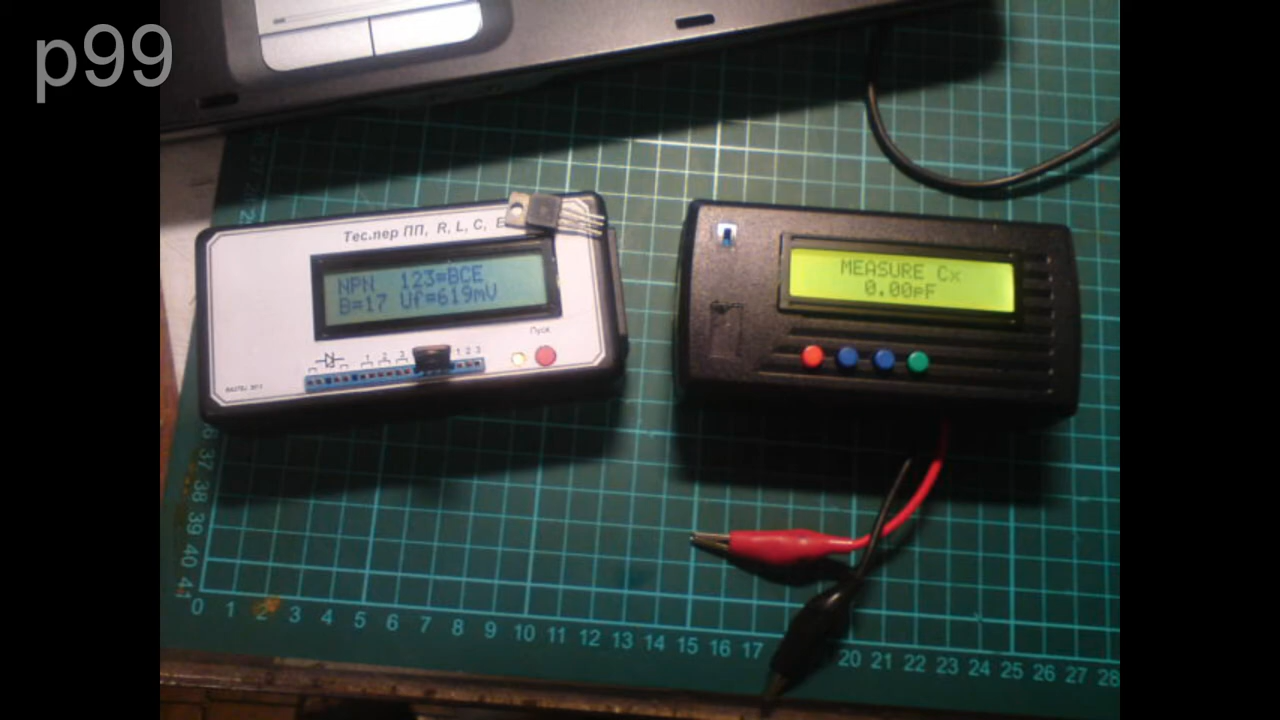 p99
Тес.пер ПП, R, L, C, E
NPN 123=BCE
B=17 Uf=619mV
Пуск
1 2 3 1 2 3
MEASURE Cx
0.00pF
36 37 38 39 40 41
0 1 2 3 4 5 6 7 8 9 10 11 12 13 14 15 16 17 20 21 22 23 24 25 26 27 28